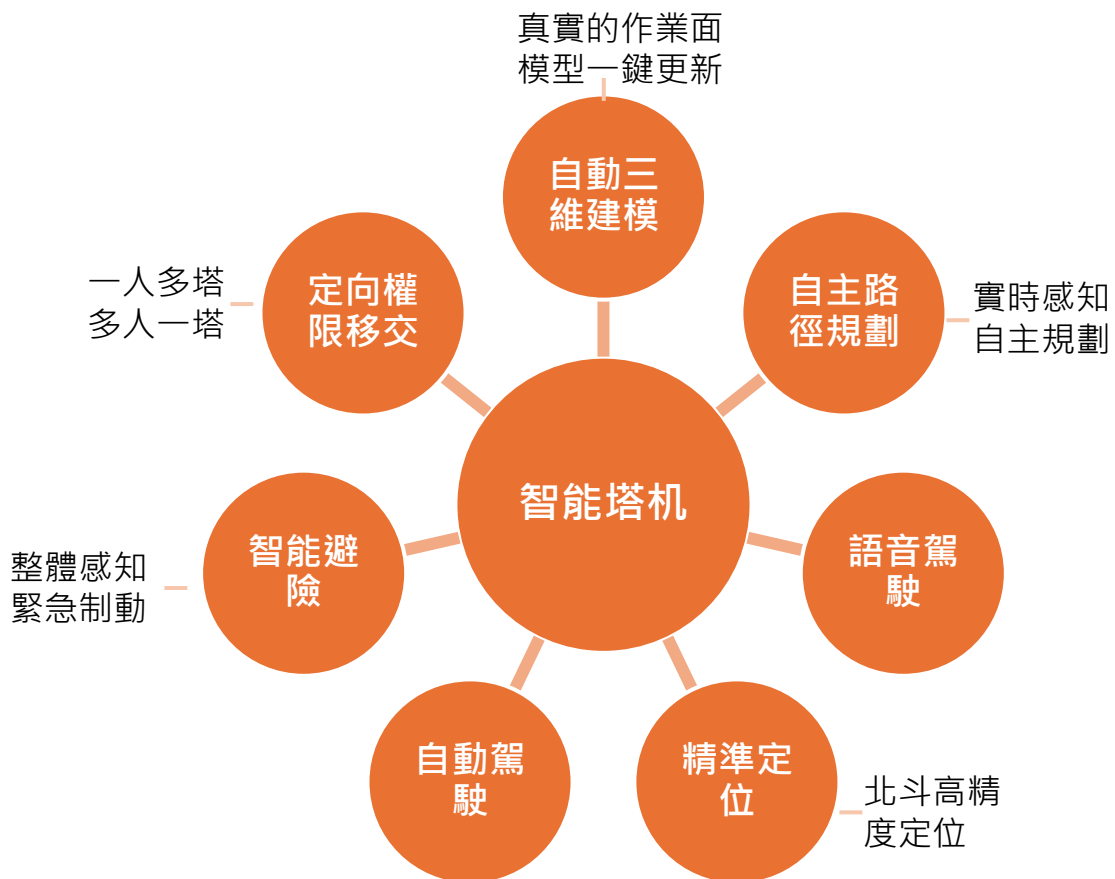 真實的作業面
模型一鍵更新
自動三
維建模
一人多塔
多人一塔
定向權
限移交
自主路
徑規劃
實時感知
自主規劃
智能塔机
整體感知
緊急制動
智能避
險
語音駕
駛
自動駕
駛
精準定
位
北斗高精
度定位